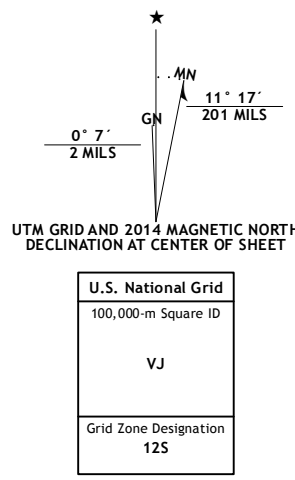 ★
MN
GN
11° 17´
201 MILS
0° 7´
2 MILS
UTM GRID AND 2014 MAGNETIC NORTH
DECLINATION AT CENTER OF SHEET
U.S. National Grid
100,000-m Square ID
VJ
Grid Zone Designation
12S